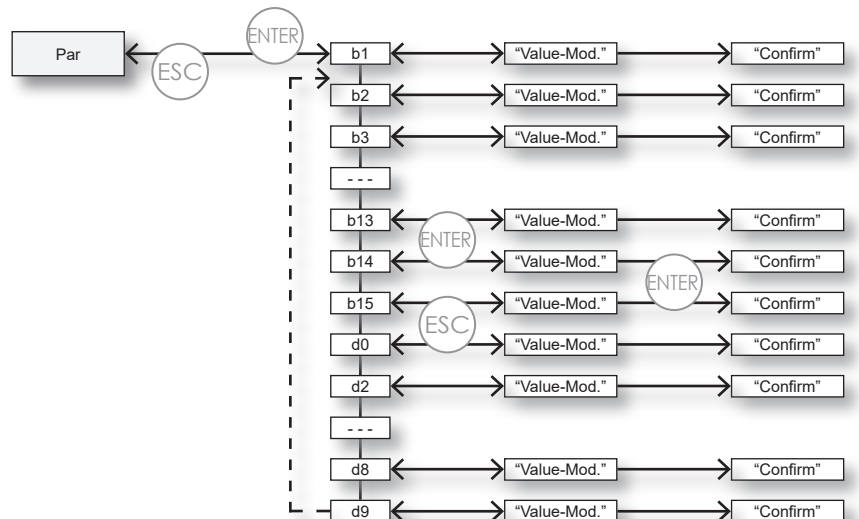 ENTER
Par
ESC
b1 "Value-Mod." "Confirm"
b2 "Value-Mod." "Confirm"
b3 "Value-Mod." "Confirm"
- - -
b13 "Value-Mod." "Confirm"
ENTER
b14 "Value-Mod." "Confirm"
ENTER
b15 "Value-Mod." "Confirm"
ESC
d0 "Value-Mod." "Confirm"
d2 "Value-Mod." "Confirm"
- - -
d8 "Value-Mod." "Confirm"
d9 "Value-Mod." "Confirm"